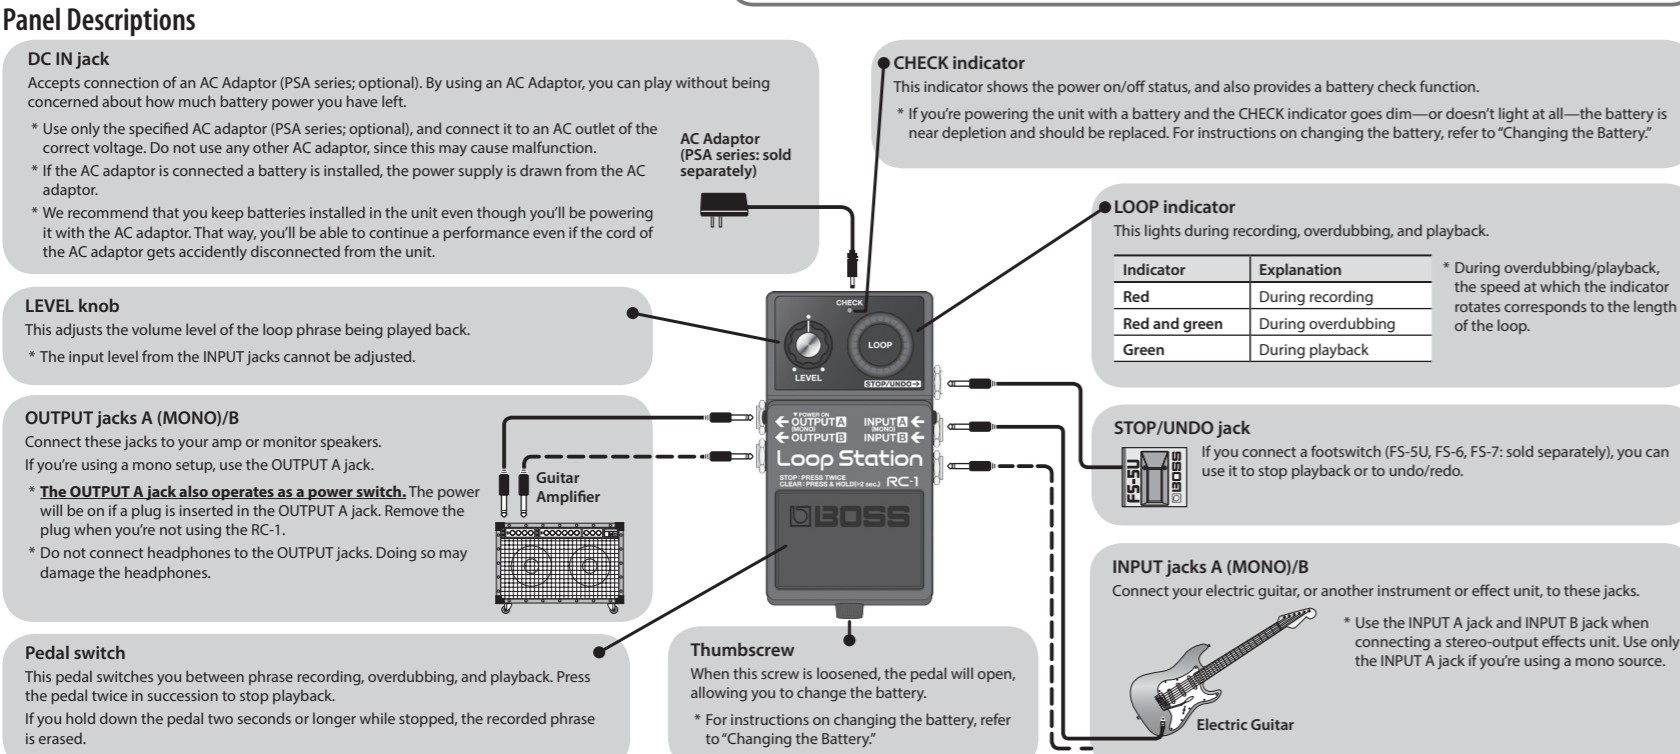 Panel Descriptions
DC IN jack
Accepts connection of an AC Adaptor (PSA series; optional). By using an AC Adaptor, you can play without being
concerned about how much battery power you have left.
* Use only the specified AC adaptor (PSA series; optional), and connect it to an AC outlet of the
correct voltage. Do not use any other AC adaptor, since this may cause malfunction.
* If the AC adaptor is connected a battery is installed, the power supply is drawn from the AC
adaptor.
* We recommend that you keep batteries installed in the unit even though you'll be powering
it with the AC adaptor. That way, you'll be able to continue a performance even if the cord of
the AC adaptor gets accidently disconnected from the unit.
AC Adaptor
(PSA series: sold
separately)
CHECK indicator
This indicator shows the power on/off status, and also provides a battery check function.
* If you're powering the unit with a battery and the CHECK indicator goes dim—or doesn't light at all—the battery is
near depletion and should be replaced. For instructions on changing the battery, refer to “Changing the Battery.”
LOOP indicator
This lights during recording, overdubbing, and playback.
Indicator Explanation
Red During recording
Red and green During overdubbing
Green During playback
* During overdubbing/playback,
the speed at which the indicator
rotates corresponds to the length
of the loop.
LEVEL knob
This adjusts the volume level of the loop phrase being played back.
* The input level from the INPUT jacks cannot be adjusted.
CHECK
LOOP
LEVEL
STOP/UNDO→
▼POWER ON
← OUTPUT A
(MONO)
← OUTPUT B
INPUT A ←
(MONO)
INPUT B ←
Loop Station
STOP : PRESS TWICE
CLEAR : PRESS & HOLD(>2 sec.)
RC-1
BOSS
OUTPUT jacks A (MONO)/B
Connect these jacks to your amp or monitor speakers.
If you're using a mono setup, use the OUTPUT A jack.
* The OUTPUT A jack also operates as a power switch. The power
will be on if a plug is inserted in the OUTPUT A jack. Remove the
plug when you're not using the RC-1.
* Do not connect headphones to the OUTPUT jacks. Doing so may
damage the headphones.
Guitar
Amplifier
STOP/UNDO jack
If you connect a footswitch (FS-5U, FS-6, FS-7: sold separately), you can
use it to stop playback or to undo/redo.
FS-5U
BOSS
INPUT jacks A (MONO)/B
Connect your electric guitar, or another instrument or effect unit, to these jacks.
* Use the INPUT A jack and INPUT B jack when
connecting a stereo-output effects unit. Use only
the INPUT A jack if you're using a mono source.
Electric Guitar
Pedal switch
This pedal switches you between phrase recording, overdubbing, and playback. Press
the pedal twice in succession to stop playback.
If you hold down the pedal two seconds or longer while stopped, the recorded phrase
is erased.
Thumbscrew
When this screw is loosened, the pedal will open,
allowing you to change the battery.
* For instructions on changing the battery, refer
to “Changing the Battery.”